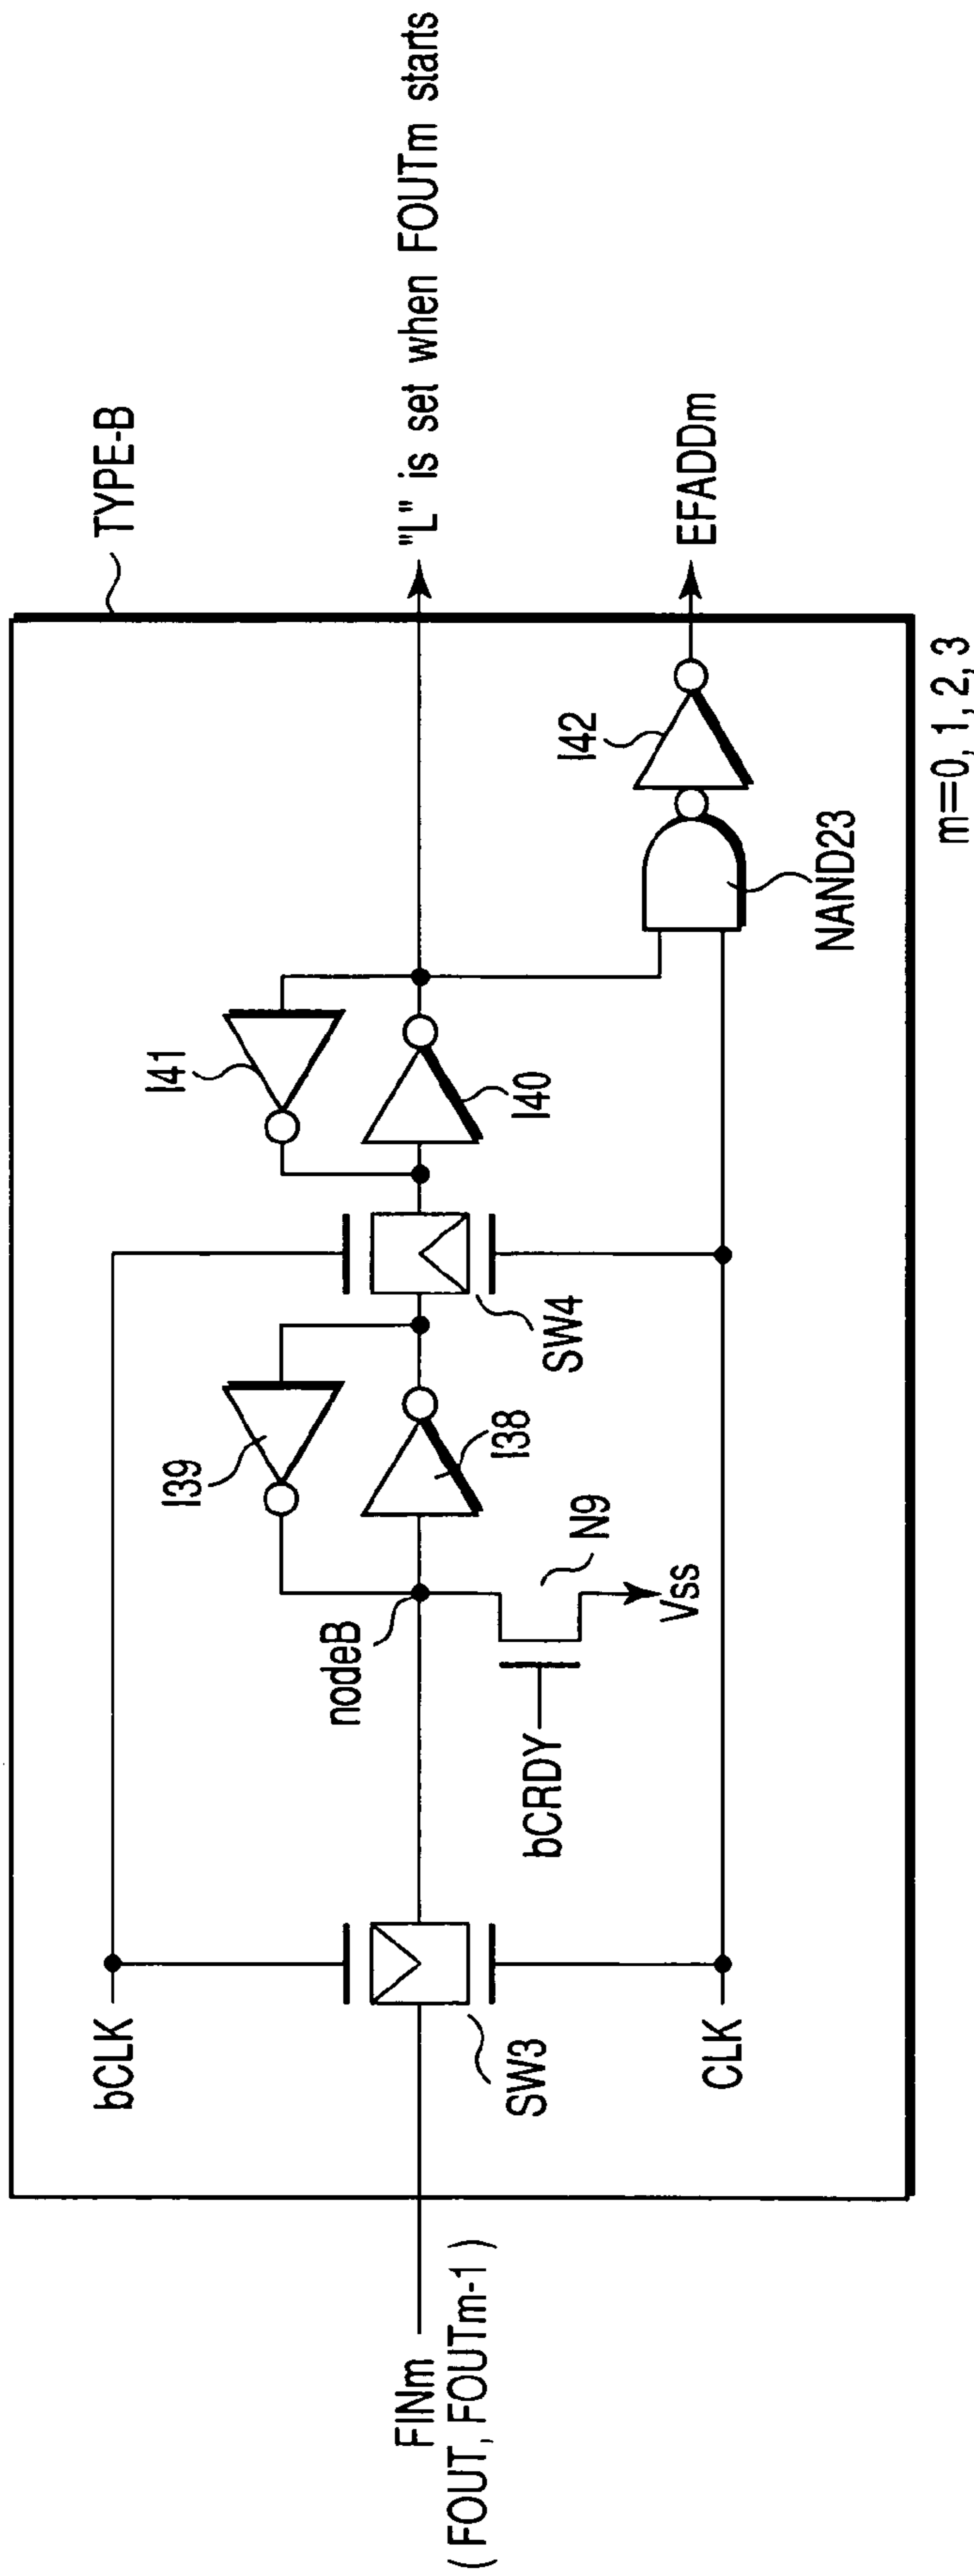 TYPE-B
bCLK
I39
I41
nodeB
FINm
( FOUT, FOUTm-1 )
"L" is set when FOUTm starts
SW3
bCRDY
N9
Vss
I38
SW4
I40
I42
EFADDm
CLK
NAND23
m=0, 1, 2, 3